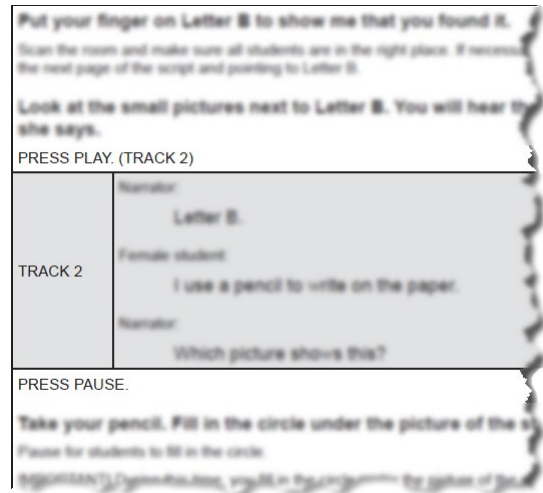 Put your finger on Letter B to show me that you found it.
Scan the room and make sure all students are in the right place. If
the next page of the script and pointing to Letter B.
Look at the small pictures next to Letter B. You will hear
she says.
PRESS PLAY. (TRACK 2)
Narrator:
Letter B.
Female student:
TRACK 2
I use a pencil to write on the paper.
Narrator:
Which picture shows this?
PRESS PAUSE.
Take your pencil. Fill in the circle under the picture of the
Pause for students to fill in the circle.